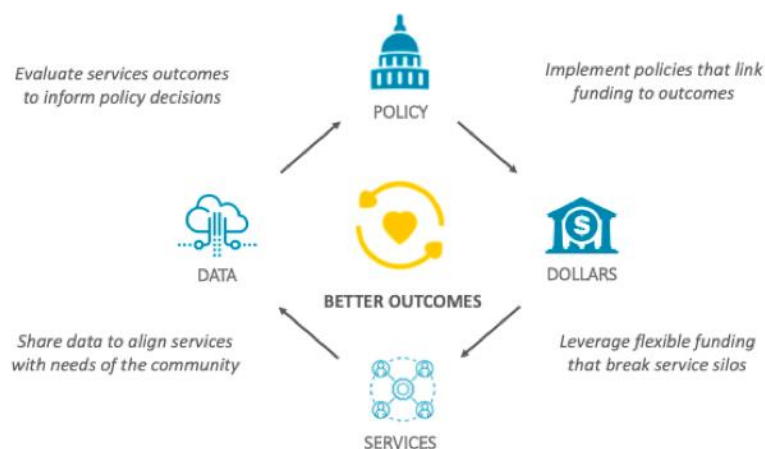 Evaluate services outcomes
to inform policy decisions
POLICY
Implement policies that link
funding to outcomes
DATA
$
DOLLARS
BETTER OUTCOMES
Share data to align services
with needs of the community
Leverage flexible funding
that break service silos
SERVICES